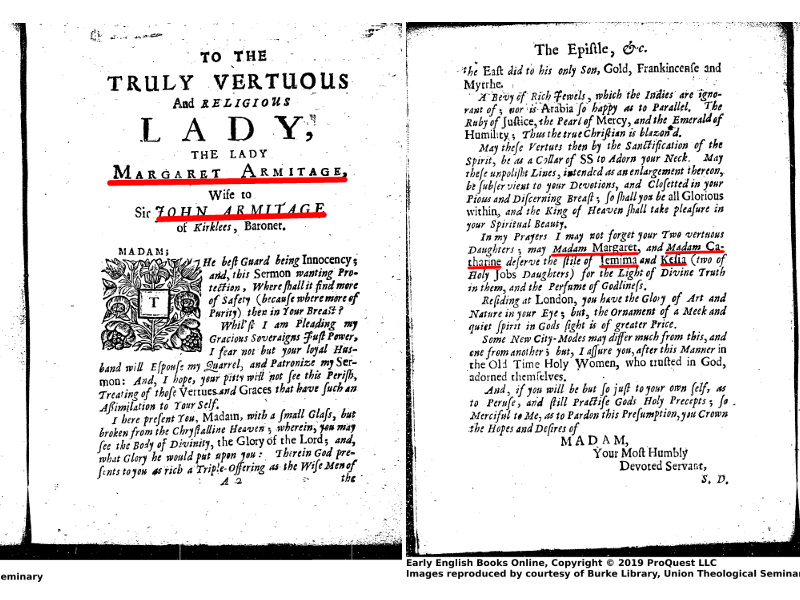 TO THE
TRULY VERTUOUS
And RELIGIOUS
LADY,
THE LADY
MARGARET ARMITAGE,
Wife to
Sir JOHN ARMITAGE
of Kirklees, Baronet.
MADAM;
THe best Guard being Innocency;
and, this Sermon wanting Pro-
tection, Where shall it find more
of Safety (because where more of
Purity) then in Your Breast?
Whil'st I am Pleading my
Gracious Soveraigns Just Power,
I fear not but your loyal Hus-
band will Espouse my Quarrel, and Patronize my Ser-
mon: And, I hope, your pitty will not see this Perish,
Treating of those Vertues and Graces that have such an
Assimilation to Your Self.
I here present You, Madam, with a small Glass, but
broken from the Chrystalline Heaven; wherein, you may
see the Body of Divinity, the Glory of the Lord; and,
what Glory he would put upon you: Therein God pre-
sents to you as rich a Triple-Offering as the Wise Men of
A 2 the
The Epistle, &c.
the East did to his only Son, Gold, Frankincense and
Myrrhe.
A Bevy of Rich Jewels, which the Indies are igno-
rant of; nor is Arabia so happy as to Parallel. The
Ruby of Justice, the Pearl of Mercy, and the Emerald of
Humility; Thus the true Christian is blazon'd.
May these Vertues then by the Sanctification of the
Spirit, be as a Collar of SS to Adorn your Neck. May
these unpolisht Lines, intended as an enlargement thereon,
be subservient to your Devotions, and Closetted in your
Pious and Discerning Breast; so shall you be all Glorious
within, and the King of Heaven shall take pleasure in
your Spiritual Beauty.
In my Prayers I may not forget your Two vertuous
Daughters; may Madam Margaret, and Madam Ca-
tharine deserve the stile of Jemima and Kesia (two of
Holy Jobs Daughters) for the Light of Divine Truth
in them, and the Perfume of Godliness.
Residing at London, you have the Glory of Art and
Nature in your Eye; but, the Ornament of a Meek and
quiet spirit in Gods sight is of greater Price.
Some New City-Modes may differ much from this, and
one from another; but, I assure you, after this Manner in
the Old Time Holy Women, who trusted in God,
adorned themselves.
And, if you will be but so just to your own self, as
to Peruse, and still Practise Gods Holy Precepts; so
Merciful to Me, as to Pardon this Presumption, you Crown
the Hopes and Desires of
MADAM,
Your Most Humbly
Devoted Servant,
S. D.
eminary
Early English Books Online, Copyright © 2019 ProQuest LLC
Images reproduced by courtesy of Burke Library, Union Theological Seminar